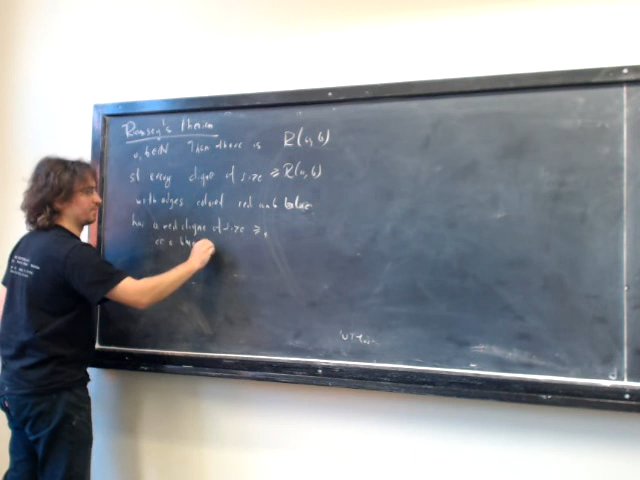 Ramsey's Theorem
a, b ∈ ℕ Then there is R(a, b)
st every clique of size ≥ R(a, b)
with edges colored red and blue
has a red clique of size ≥ a
or a blue